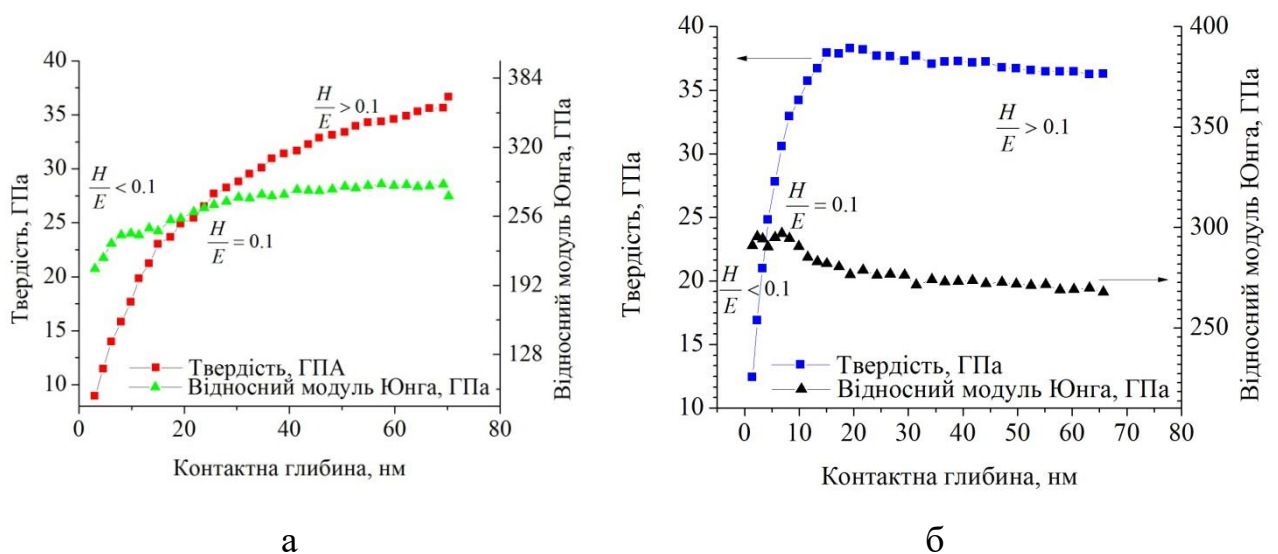 40
35
30
25
20
15
10
0
20
40
60
80
384
320
256
192
128
Твердість, ГПа
Відносний модуль Юнга, ГПа
Контактна глибина, нм
H/E < 0.1
H/E > 0.1
H/E = 0.1
Твердість, ГПА
Відносний модуль Юнга, ГПа
а
40
35
30
25
20
15
10
0
10
20
30
40
50
60
70
80
400
350
300
250
Твердість, ГПа
Відносний модуль Юнга, ГПа
Контактна глибина, нм
H/E > 0.1
H/E = 0.1
H/E < 0.1
Твердість, ГПа
Відносний модуль Юнга, ГПа
б